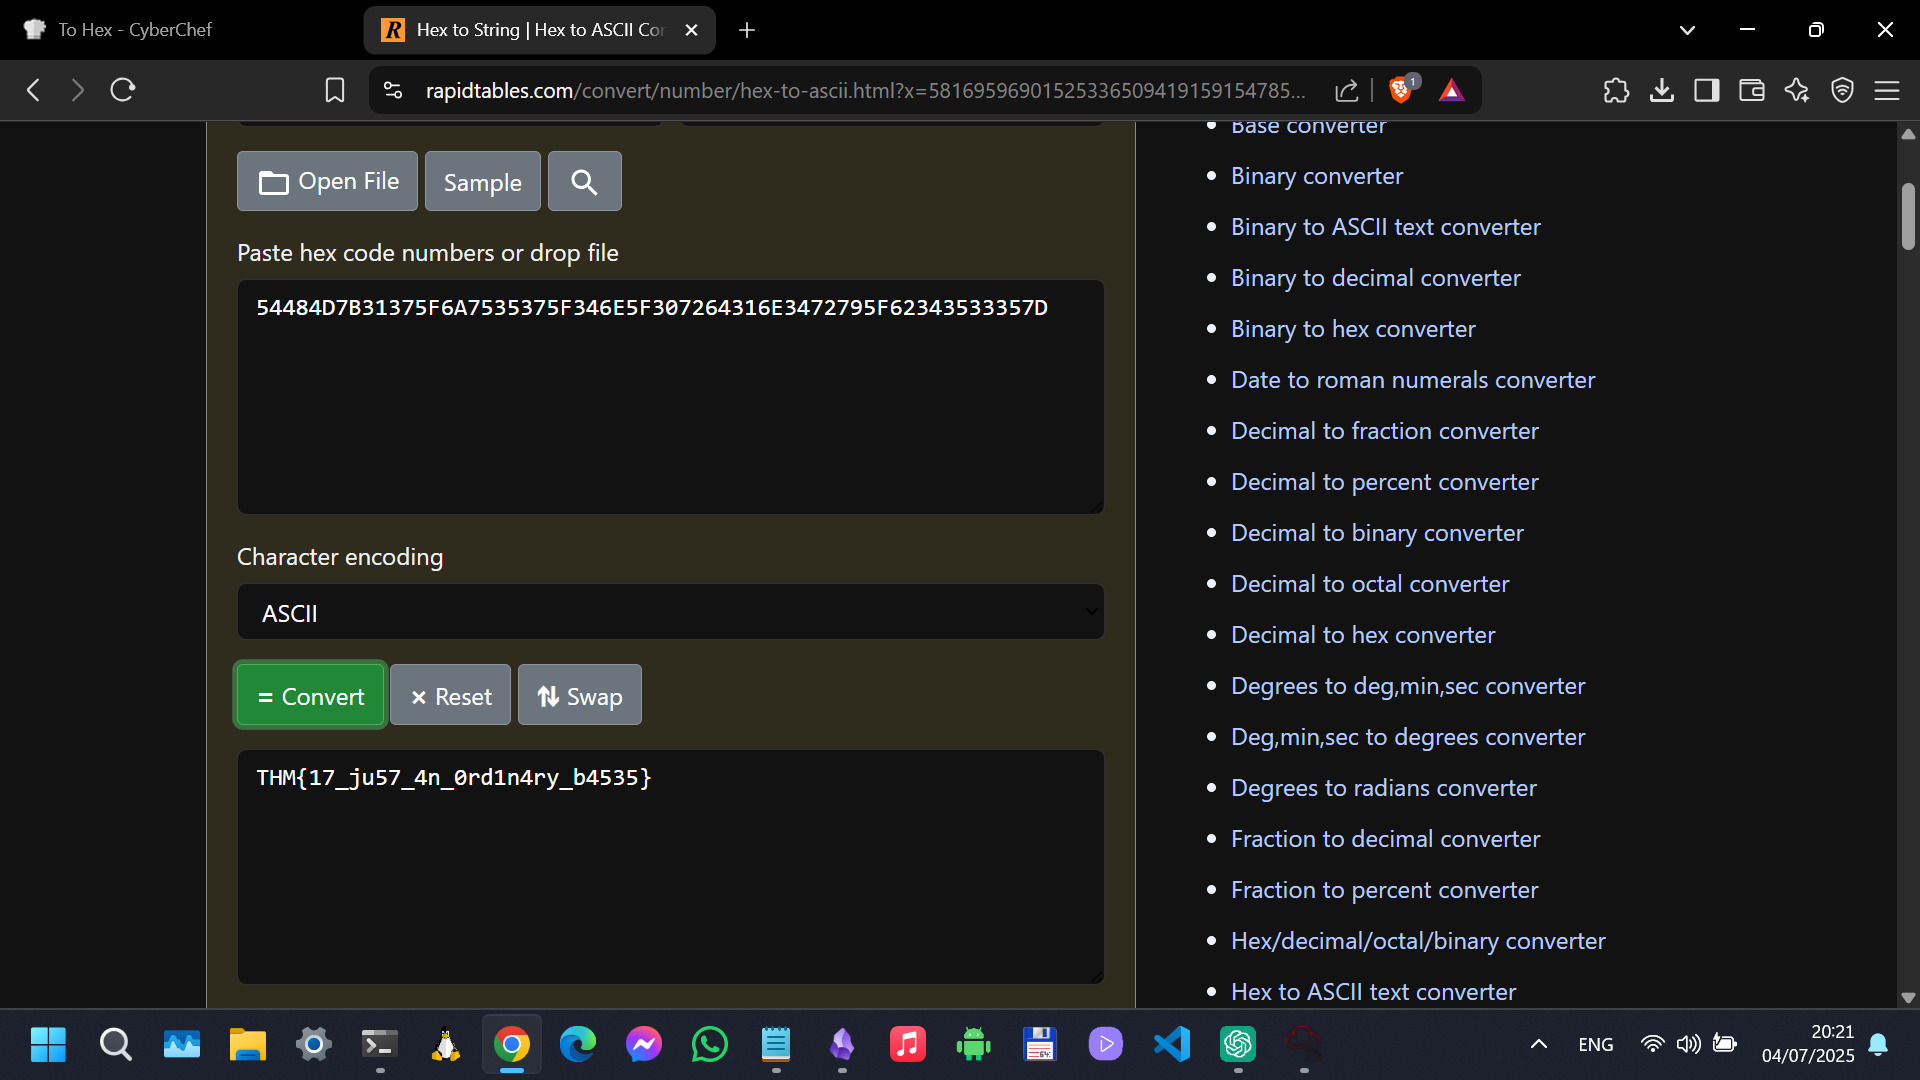 To Hex - CyberChef
Hex to String | Hex to ASCII Cor
rapidtables.com/convert/number/hex-to-ascii.html?x=58169596901525336509419159154785...
1
Open File
Sample
Paste hex code numbers or drop file
54484D7B31375F6A7535375F346E5F307264316E3472795F62343533357D
Character encoding
ASCII
= Convert
× Reset
Swap
THM{17_ju57_4n_0rd1n4ry_b4535}
Base converter
Binary converter
Binary to ASCII text converter
Binary to decimal converter
Binary to hex converter
Date to roman numerals converter
Decimal to fraction converter
Decimal to percent converter
Decimal to binary converter
Decimal to octal converter
Decimal to hex converter
Degrees to deg,min,sec converter
Deg,min,sec to degrees converter
Degrees to radians converter
Fraction to decimal converter
Fraction to percent converter
Hex/decimal/octal/binary converter
Hex to ASCII text converter
64
ENG
20:21
04/07/2025